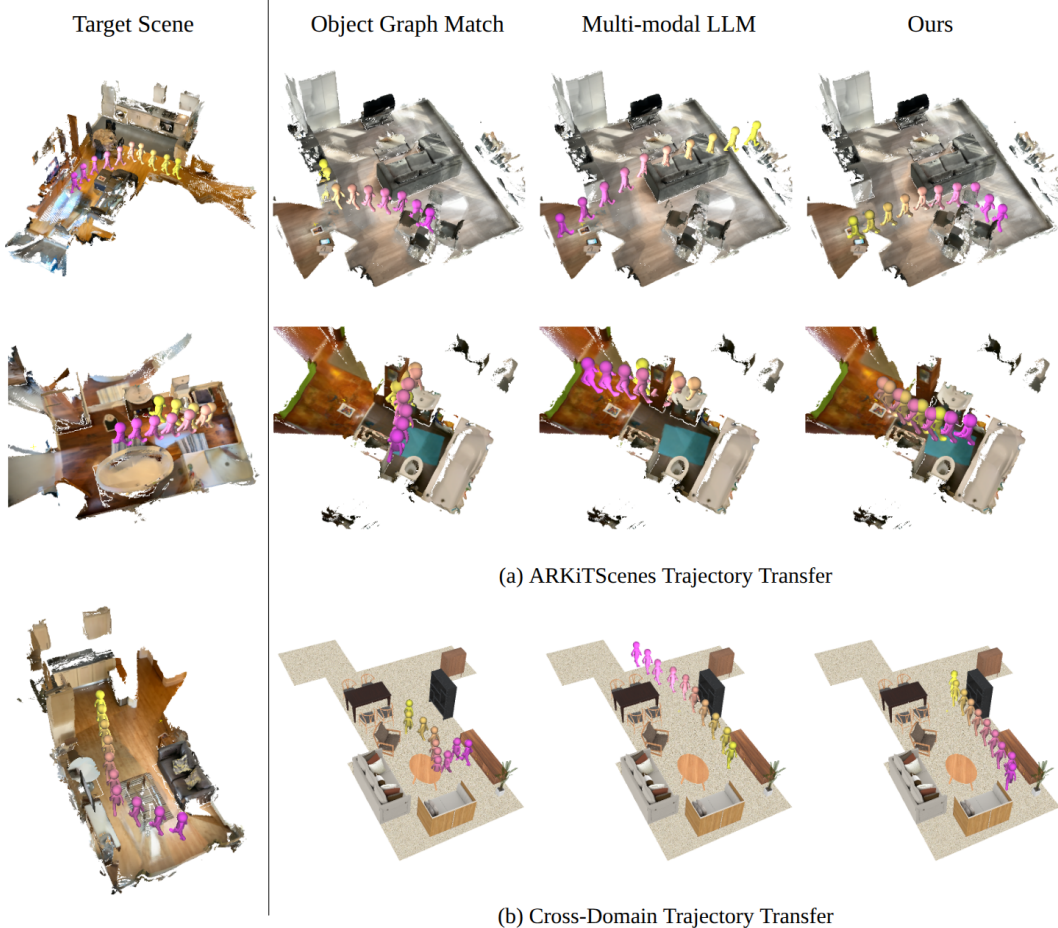 Target Scene
Object Graph Match
Multi-modal LLM
Ours
(a) ARKiTScenes Trajectory Transfer
(b) Cross-Domain Trajectory Transfer